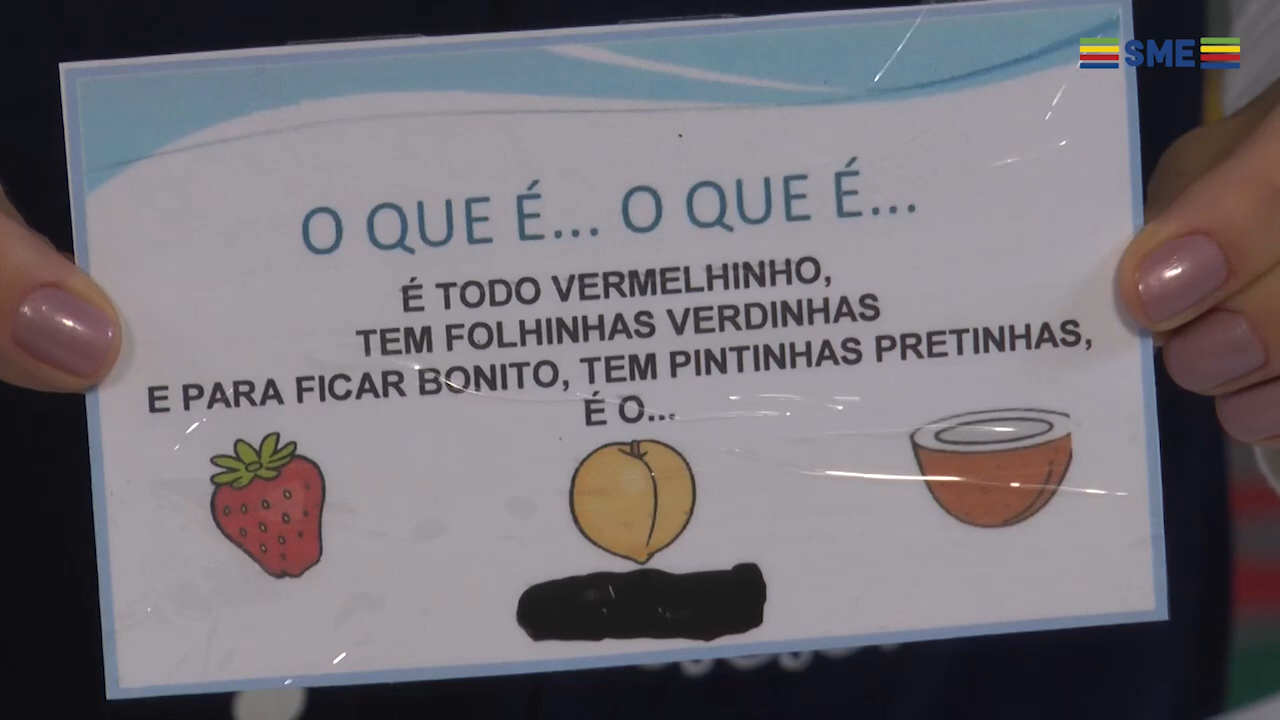 SME
O QUE É... O QUE É...
É TODO VERMELHINHO,
TEM FOLHINHAS VERDINHAS
E PARA FICAR BONITO, TEM PINTINHAS PRETINHAS,
É O...